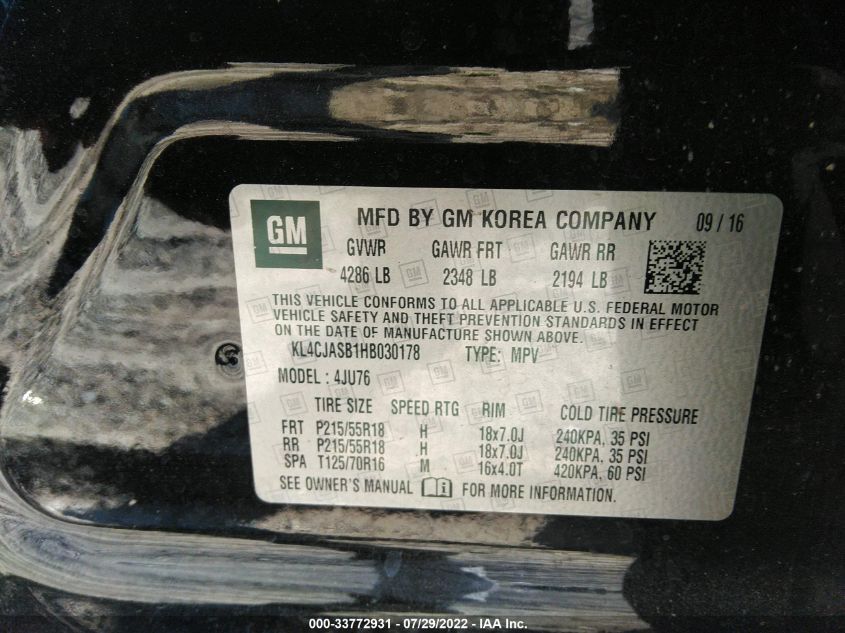 GM
MFD BY GM KOREA COMPANY 09 / 16
GVWR GAWR FRT GAWR RR
4286 LB 2348 LB 2194 LB
THIS VEHICLE CONFORMS TO ALL APPLICABLE U.S. FEDERAL MOTOR
VEHICLE SAFETY AND THEFT PREVENTION STANDARDS IN EFFECT
ON THE DATE OF MANUFACTURE SHOWN ABOVE.
KL4CJASB1HB030178 TYPE: MPV
MODEL : 4JU76
TIRE SIZE SPEED RTG RIM COLD TIRE PRESSURE
FRT P215/55R18 H 18x7.0J 240KPA, 35 PSI
RR P215/55R18 H 18x7.0J 240KPA, 35 PSI
SPA T125/70R16 M 16x4.0T 420KPA, 60 PSI
SEE OWNER'S MANUAL FOR MORE INFORMATION.
000-33772931 - 07/29/2022 - IAA Inc.